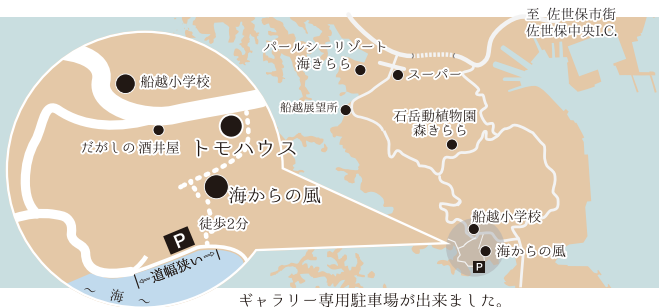 至 佐世保市街
佐世保中央I.C.
パールシーリゾート
海きらら
スーパー
船越展望所
石岳動植物園
森きらら
船越小学校
海からの風
P
船越小学校
だがしの酒井屋
トモハウス
海からの風
徒歩2分
P
道幅狭い
～ 海 ～
ギャラリー専用駐車場が出来ました。